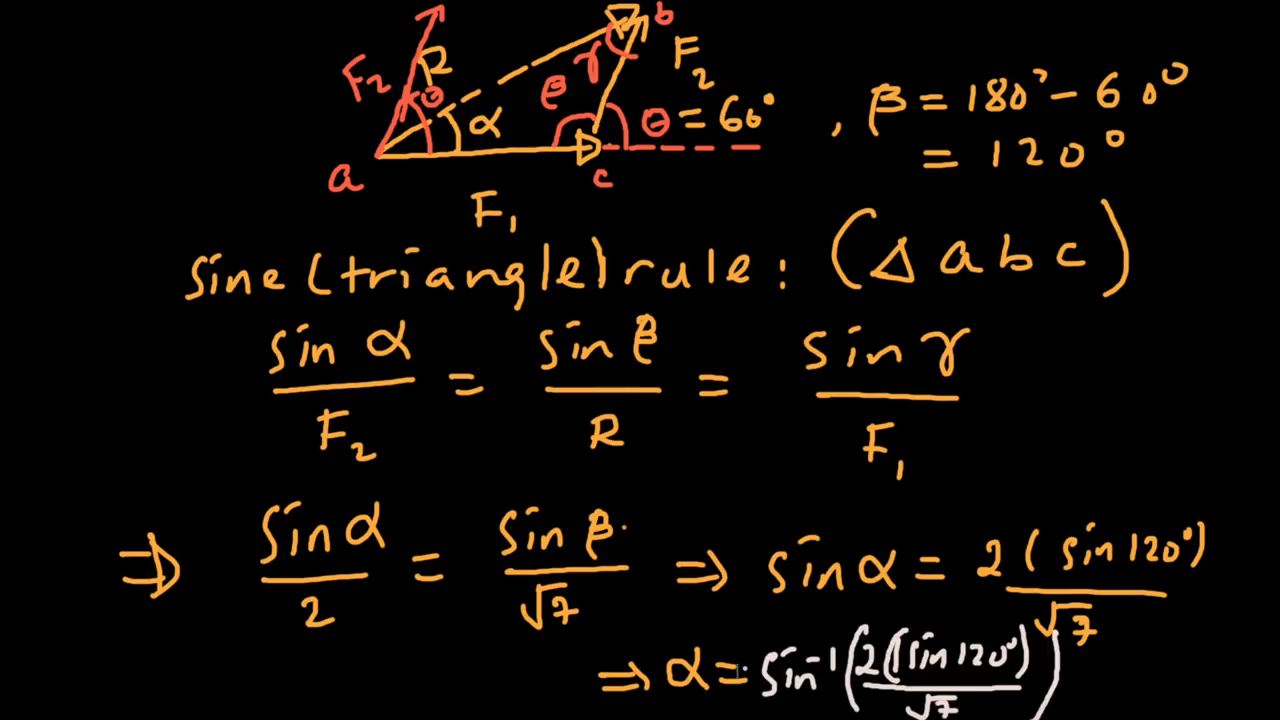 F₂ R θ β γ b F₂
α θ = 60°
, β = 180° - 60°
= 120°
a c
F₁
Sine (triangle) rule: (Δ abc)
sin α / F₂ = sin β / R = sin γ / F₁
⇒ sin α / 2 = sin β / √7 ⇒ sin α = 2 (sin 120°) / √7
⇒ α = sin⁻¹ (2 (sin 120°) / √7)